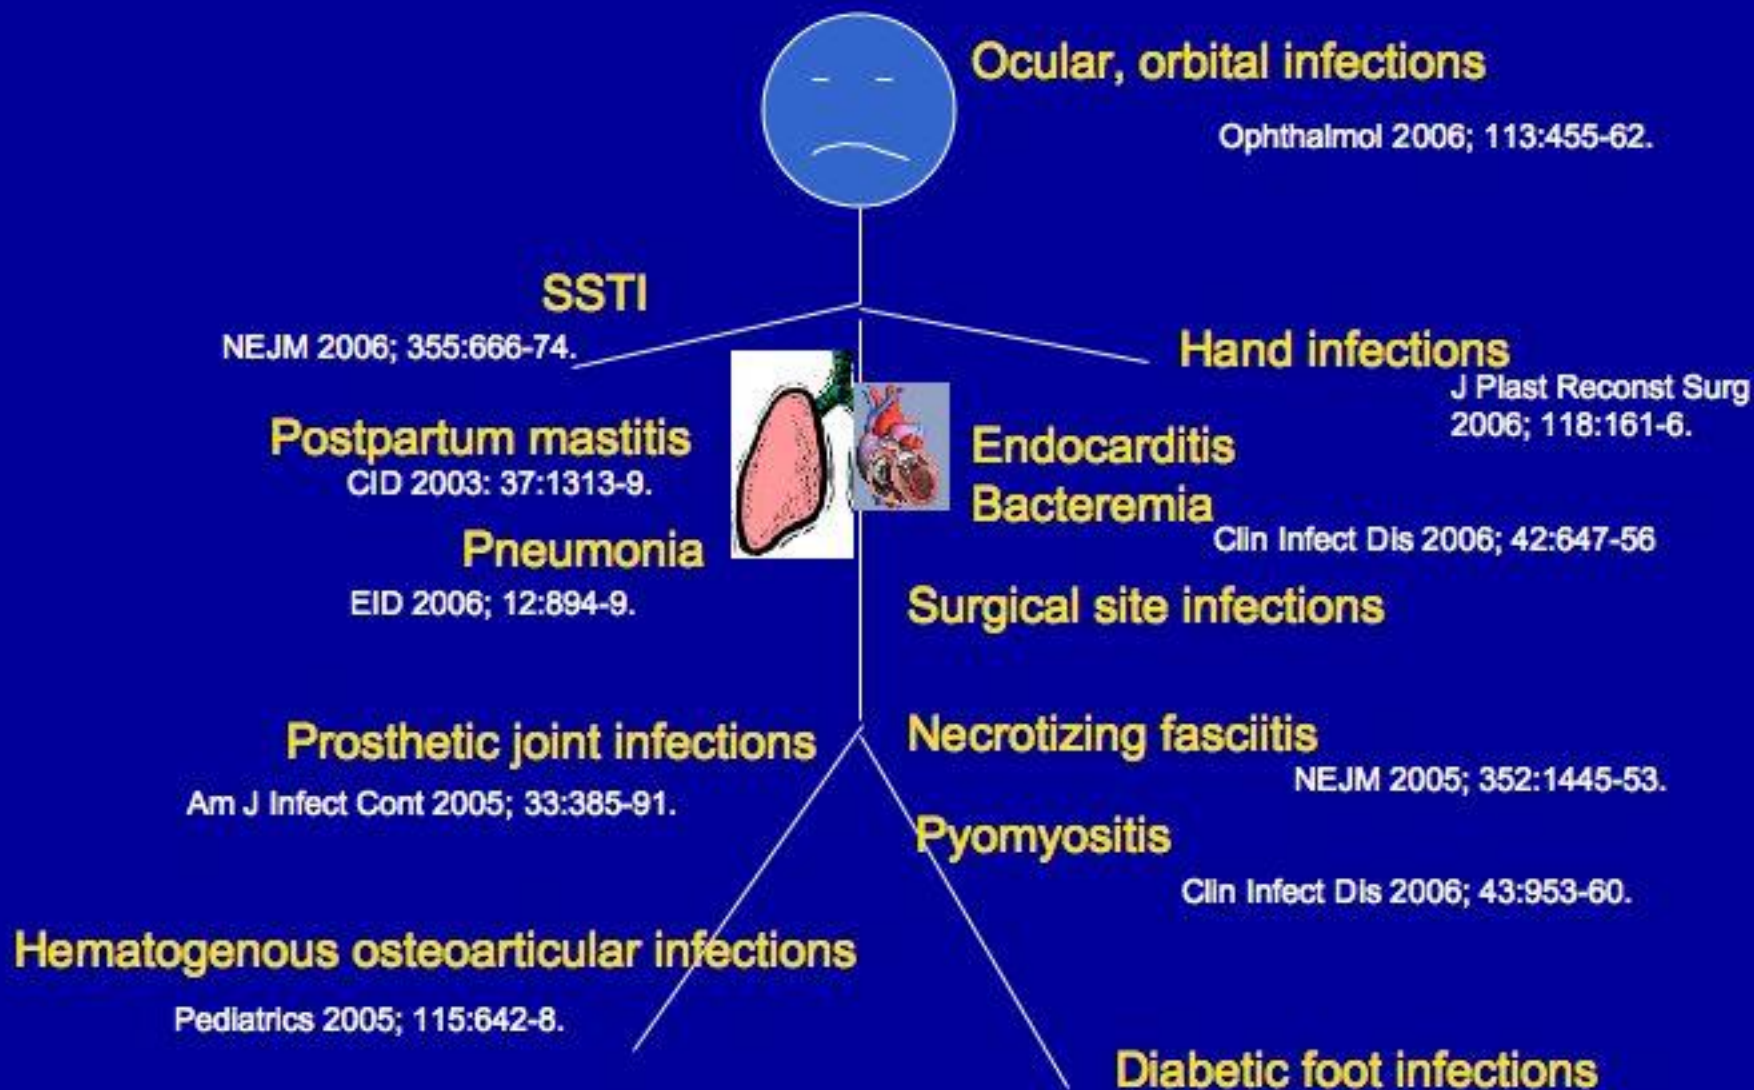 Ocular, orbital infections
Ophthalmol 2006; 113:455-62.
SSTI
NEJM 2006; 355:666-74.
Hand infections
J Plast Reconst Surg
2006; 118:161-6.
Postpartum mastitis
CID 2003: 37:1313-9.
Endocarditis
Bacteremia
Clin Infect Dis 2006; 42:647-56
Pneumonia
EID 2006; 12:894-9.
Surgical site infections
Prosthetic joint infections
Am J Infect Cont 2005; 33:385-91.
Necrotizing fasciitis
NEJM 2005; 352:1445-53.
Pyomyositis
Clin Infect Dis 2006; 43:953-60.
Hematogenous osteoarticular infections
Pediatrics 2005; 115:642-8.
Diabetic foot infections